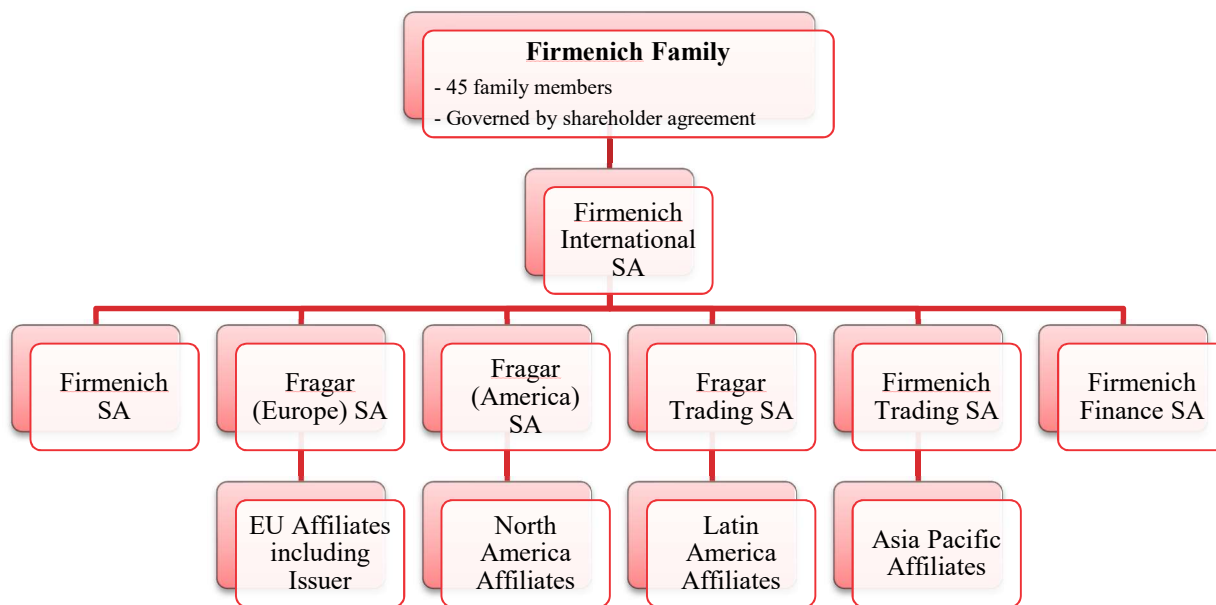 Firmenich Family
- 45 family members
- Governed by shareholder agreement
Firmenich
International
SA
Firmenich
SA
Fragar
(Europe) SA
Fragar
(America)
SA
Fragar
Trading SA
Firmenich
Trading SA
Firmenich
Finance SA
EU Affiliates
including
Issuer
North
America
Affiliates
Latin
America
Affiliates
Asia Pacific
Affiliates